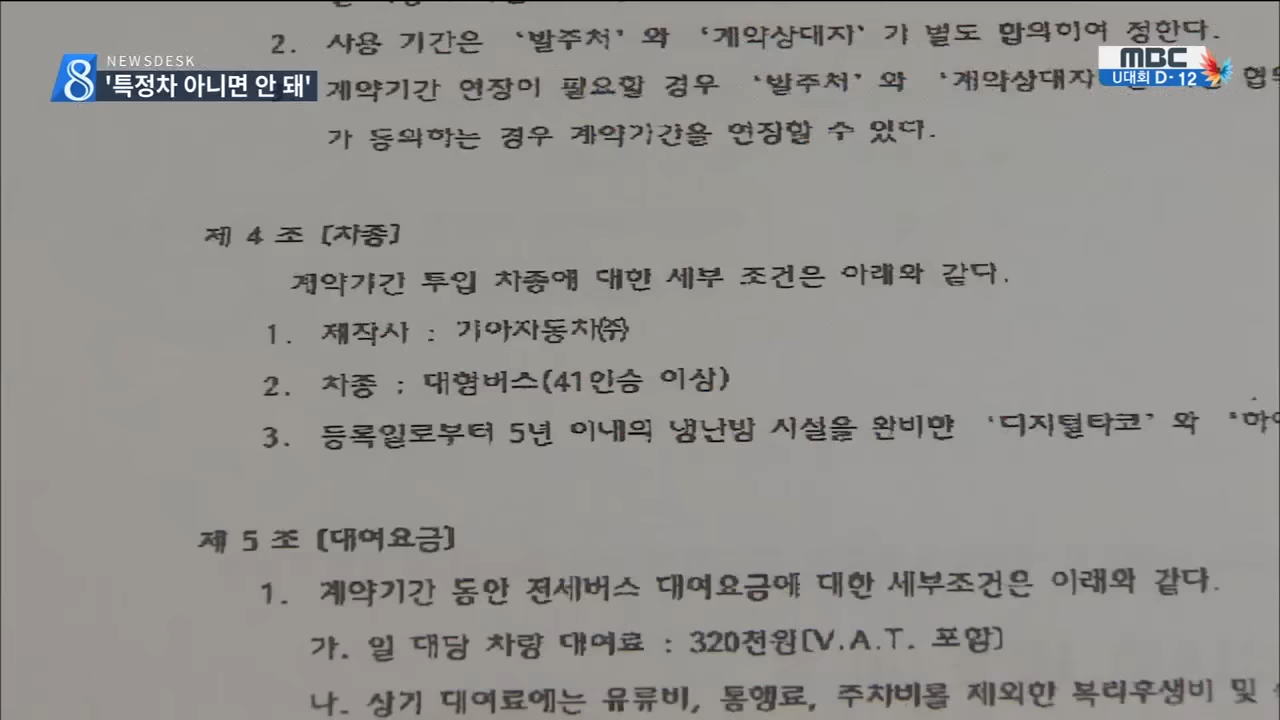 2. 사용 기간은 '발주처' 와 '계약상대자' 가 별도 합의하여 정한다.
NEWSDESK
8 '특정차 아니면 안 돼'
MBC
U대회 D-12
계약기간 연장이 필요할 경우 '발주처' 와 '계약상대자
가 동의하는 경우 계약기간을 연장할 수 있다.
제 4 조 [차종]
계약기간 투입 차종에 대한 세부 조건은 아래와 같다.
1. 제작사 : 기아자동차㈜
2. 차종 : 대형버스(41인승 이상)
3. 등록일로부터 5년 이내의 냉난방 시설을 완비한 '디지털타코' 와
제 5 조 [대여요금]
1. 계약기간 동안 전세버스 대여요금에 대한 세부조건은 아래와 같다.
가. 일 대당 차량 대여료 : 320천원[V.A.T. 포함]
나. 상기 대여료에는 유류비, 통행료, 주차비를 제외한 복리후생비 및